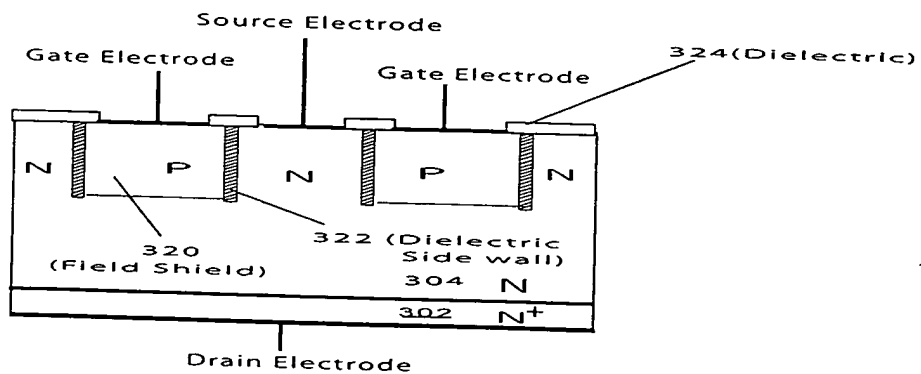 Source Electrode
Gate Electrode
Gate Electrode
324(Dielectric)
N
P
N
P
N
320
(Field Shield)
322 (Dielectric
Side wall)
304 N
302 N+
Drain Electrode